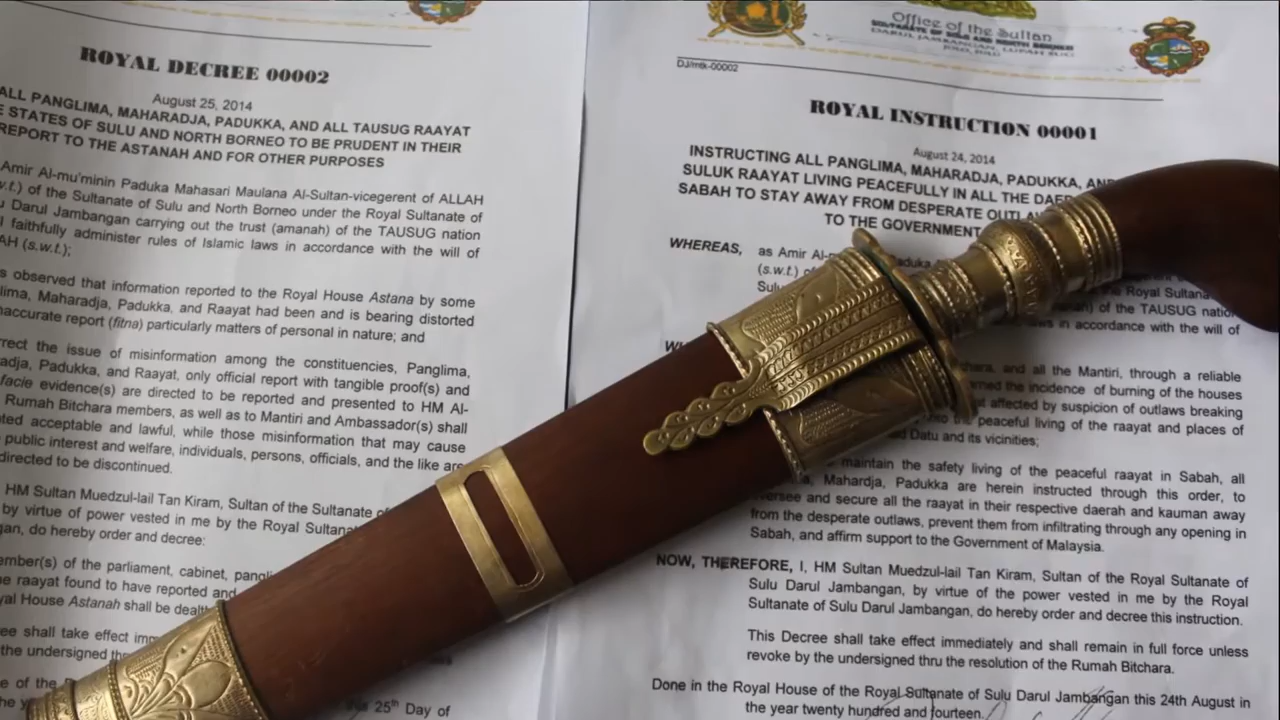 ROYAL DECREE 00002
August 25, 2014
ALL PANGLIMA, MAHARADJA, PADUKKA, AND ALL TAUSUG RAAYAT
STATES OF SULU AND NORTH BORNEO TO BE PRUDENT IN THEIR
REPORT TO THE ASTANAH AND FOR OTHER PURPOSES
Amir Al-mu'minin Paduka Mahasari Maulana Al-Sultan-vicegerent of ALLAH
of the Sultanate of Sulu and North Borneo under the Royal Sultanate of
Darul Jambangan carrying out the trust (amanah) of the TAUSUG nation
faithfully administer rules of Islamic laws in accordance with the will of
(s.w.t.);
observed that information reported to the Royal House Astana by some
Maharadja, Padukka, and Raayat had been and is bearing distorted
report (fitna) particularly matters of personal in nature; and
the issue of misinformation among the constituencies, Panglima,
Padukka, and Raayat, only official report with tangible proof(s) and
facie evidence(s) are directed to be reported and presented to HM Al-
Rumah Bitchara members, as well as to Mantiri and Ambassador(s) shall
acceptable and lawful, while those misinformation that may cause
public interest and welfare, individuals, persons, officials, and the like are
directed to be discontinued.
HM Sultan Muedzul-lail Tan Kiram, Sultan of the Sultanate of
by virtue of power vested in me by the Royal
do hereby order and decree:
of the parliament, cabinet,
raayat found to have reported and
House Astanah shall be
shall take effect
the undersigned
25th Day of
Office of the Sultan
SULTANATE OF SULU AND NORTH BORNEO
DARUL JAMBANGAN, LUPAH SUG
DJ/mtk-00002
ROYAL INSTRUCTION 00001
August 24, 2014
INSTRUCTING ALL PANGLIMA, MAHARADJA, PADUKKA,
SULUK RAAYAT LIVING PEACEFULLY IN ALL THE
SABAH TO STAY AWAY FROM DESPERATE
TO THE GOVERNMENT
WHEREAS, as Amir
(s.w.t.)
the Royal
of the TAUSUG
in accordance with the will of
and all the Mantiri, through a reliable
the incidence of burning of the houses
affected by suspicion of outlaws breaking
peaceful living of the raayat and places of
Datu and its vicinities;
maintain the safety living of the peaceful raayat in Sabah, all
Mahardja, Padukka are herein instructed through this order, to
oversee and secure all the raayat in their respective daerah and kauman away
from the desperate outlaws, prevent them from infiltrating through any opening in
Sabah, and affirm support to the Government of Malaysia.
NOW, THEREFORE, I, HM Sultan Muedzul-lail Tan Kiram, Sultan of the Royal Sultanate of
Sulu Darul Jambangan, by virtue of the power vested in me by the Royal
Sultanate of Sulu Darul Jambangan, do hereby order and decree this instruction.
This Decree shall take effect immediately and shall remain in full force unless
revoke by the undersigned thru the resolution of the Rumah Bitchara.
Done in the Royal House of the Royal Sultanate of Sulu Darul Jambangan this 24th August in
the year twenty hundred and fourteen.